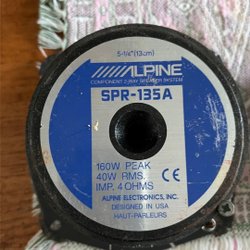 5-¼" (13cm)
ALPINE
COMPONENT 2-WAY SPEAKER SYSTEM
SPR-135A
160W PEAK
40W RMS.
IMP. 4 OHMS
CE
ALPINE ELECTRONICS, INC.
DESIGNED IN USA
HAUT-PARLEURS